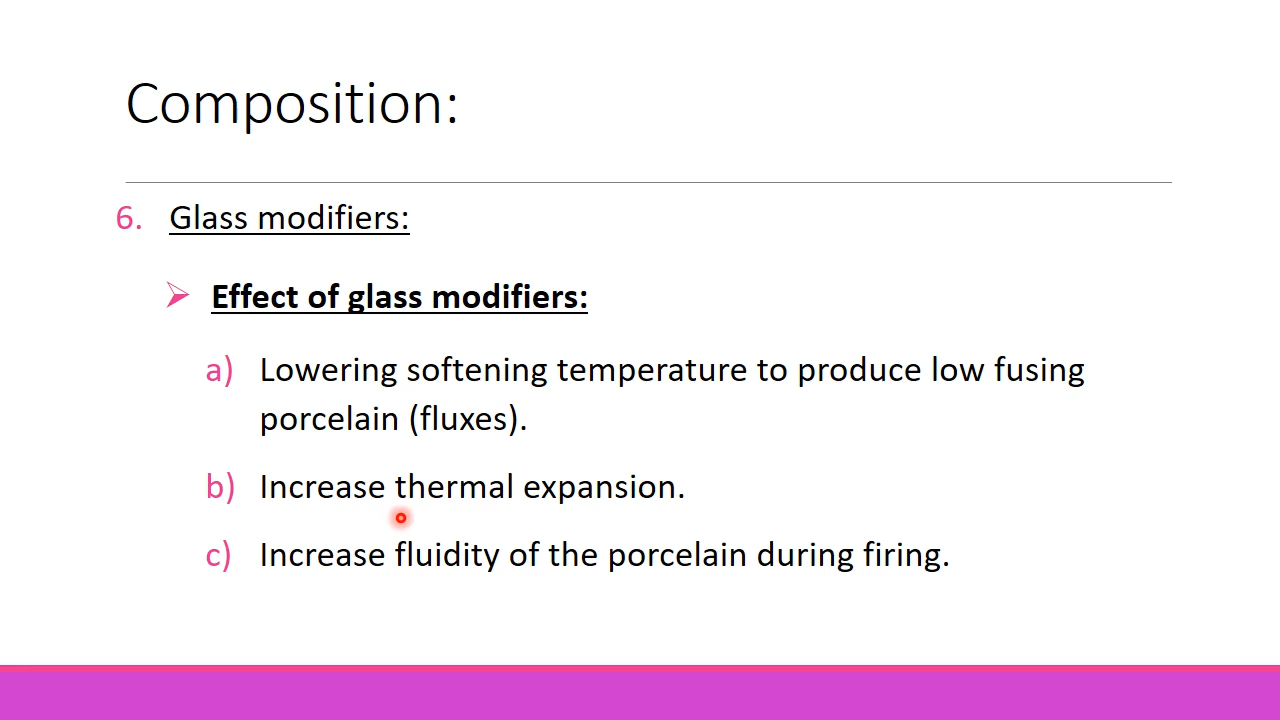 Composition:
6. Glass modifiers:
➢ Effect of glass modifiers:
a) Lowering softening temperature to produce low fusing
porcelain (fluxes).
b) Increase thermal expansion.
c) Increase fluidity of the porcelain during firing.